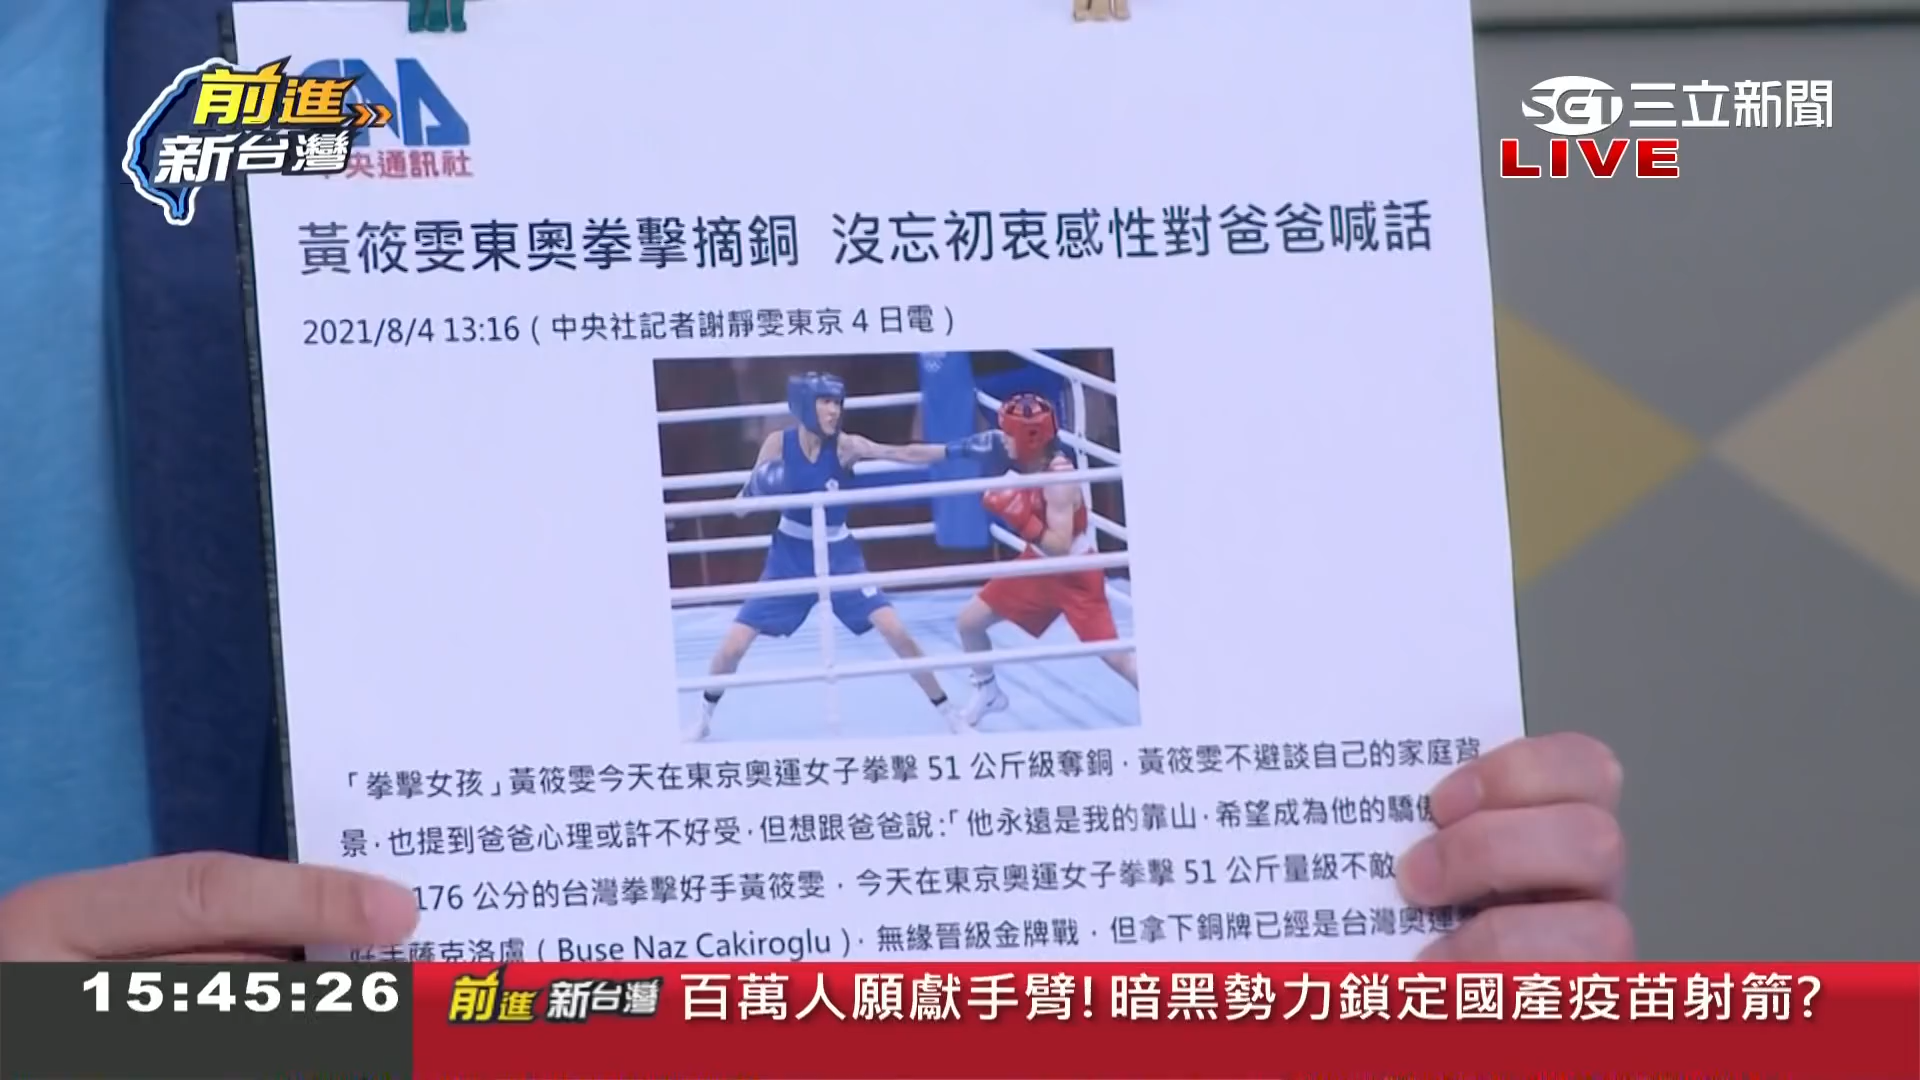 前進
新台灣
央通訊社
SET三立新聞
LIVE
黃筱雯東奧拳擊摘銅 沒忘初衷感性對爸爸喊話
2021/8/4 13:16(中央社記者謝靜雯東京 4 日電)
「拳擊女孩」黃筱雯今天在東京奧運女子拳擊 51 公斤級奪銅,黃筱雯不避談自己的家庭背
景,也提到爸爸心理或許不好受,但想跟爸爸說:「他永遠是我的靠山,希望成為他的驕傲
176 公分的台灣拳擊好手黃筱雯,今天在東京奧運女子拳擊 51 公斤量級不敵
好手薩克洛盧(Buse Naz Cakiroglu),無緣晉級金牌戰,但拿下銅牌已經是台灣奧運
15:45:26
前進新台灣 百萬人願獻手臂!暗黑勢力鎖定國產疫苗射箭?